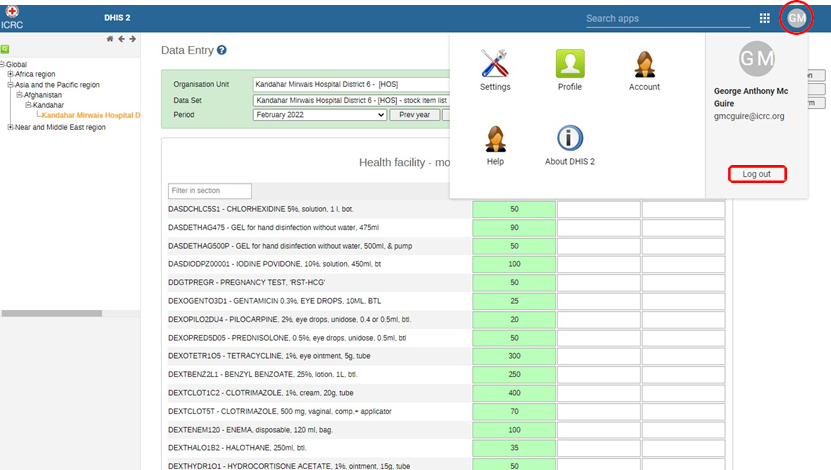 ICRC
DHIS 2
Search apps
GM
Global
Africa region
Asia and the Pacific region
Afghanistan
Kandahar
Kandahar Mirwais Hospital D
Near and Middle East region
Data Entry
Organisation Unit
Kandahar Mirwais Hospital District 6 - [HOS]
Data Set
Kandahar Mirwais Hospital District 6 - [HOS] - stock item list
Period
February 2022
Prev year
Settings
Profile
Account
Help
About DHIS 2
GM
George Anthony Mc
Guire
gmcguire@icrc.org
Log out
Health facility - mo
Filter in section
DASDCHLC5S1 - CHLORHEXIDINE 5%, solution, 1 l, bot. 50
DASDETHAG475 - GEL for hand disinfection without water, 475ml 90
DASDETHAG500P - GEL for hand disinfection without water, 500ml, & pump 50
DASDIODPZ00001 - IODINE POVIDONE, 10%, solution, 450ml, bt 100
DDGTPREGR - PREGNANCY TEST, 'RST-HCG' 50
DEXOGENTO3D1 - GENTAMICIN 0.3%, EYE DROPS, 10ML, BTL 25
DEXOPILO2DU4 - PILOCARPINE, 2%, eye drops, unidose, 0.4 or 0.5ml, btl. 20
DEXOPRED5D05 - PREDNISOLONE, 0.5%, eye drops, unidose, 0.5ml, btl 50
DEXOTETR1O5 - TETRACYCLINE, 1%, eye ointment, 5g, tube 300
DEXTBENZ2L1 - BENZYL BENZOATE, 25%, lotion, 1L, btl. 250
DEXTCLOT1C2 - CLOTRIMAZOLE, 1%, cream, 20g, tube 400
DEXTCLOT5T - CLOTRIMAZOLE, 500 mg, vaginal, comp.+ applicator 70
DEXTENEM120 - ENEMA, disposable, 120 ml, bag. 100
DEXTHALO1B2 - HALOTHANE, 250ml, btl. 35
DEXTHYDR1O1 - HYDROCORTISONE ACETATE, 1%, ointment, 15g, tube 50